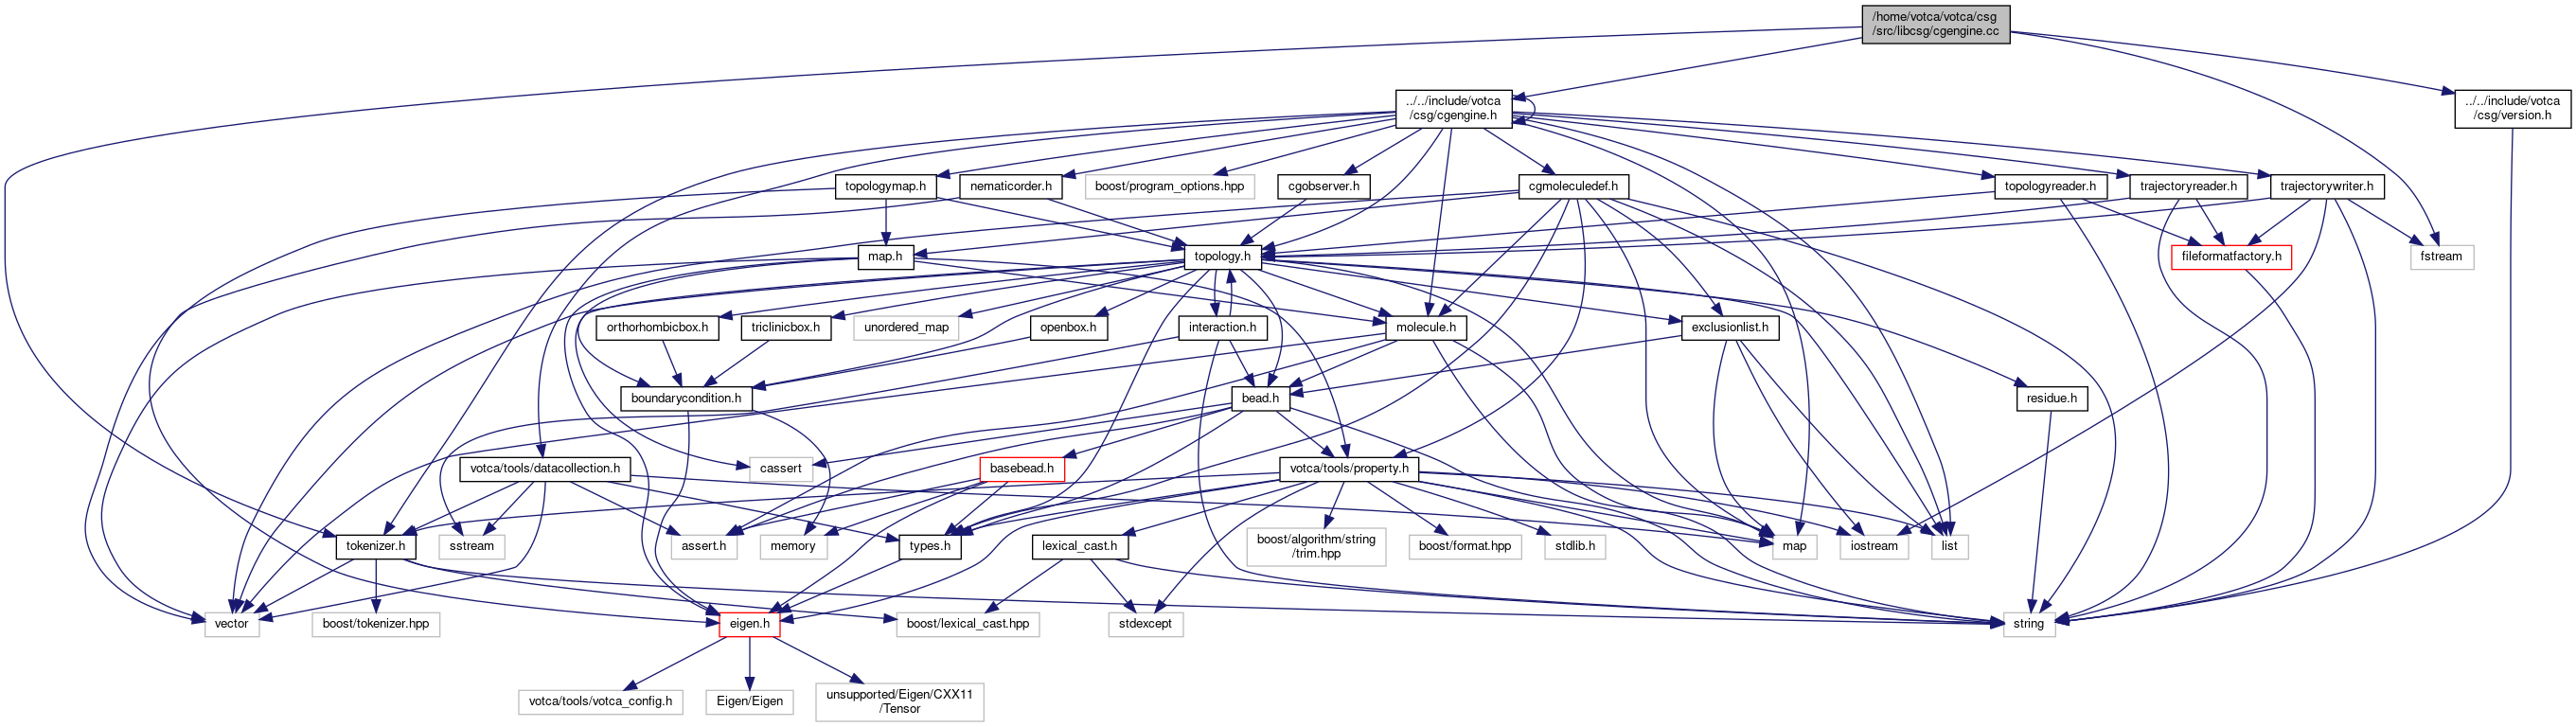 /home/votca/votca/csg
/src/libcsg/cgengine.cc
../../include/votca
/csg/cgengine.h
../../include/votca
/csg/version.h
topologymap.h
nematicorder.h
boost/program_options.hpp
cgobserver.h
cgmoleculedef.h
topologyreader.h
trajectoryreader.h
trajectorywriter.h
map.h
topology.h
fileformatfactory.h
fstream
orthorhombicbox.h
triclinicbox.h
unordered_map
openbox.h
interaction.h
molecule.h
exclusionlist.h
boundarycondition.h
bead.h
residue.h
votca/tools/datacollection.h
cassert
basebead.h
votca/tools/property.h
tokenizer.h
sstream
assert.h
memory
types.h
lexical_cast.h
boost/algorithm/string
/trim.hpp
boost/format.hpp
stdlib.h
map
iostream
list
vector
boost/tokenizer.hpp
eigen.h
boost/lexical_cast.hpp
stdexcept
string
votca/tools/votca_config.h
Eigen/Eigen
unsupported/Eigen/CXX11
/Tensor